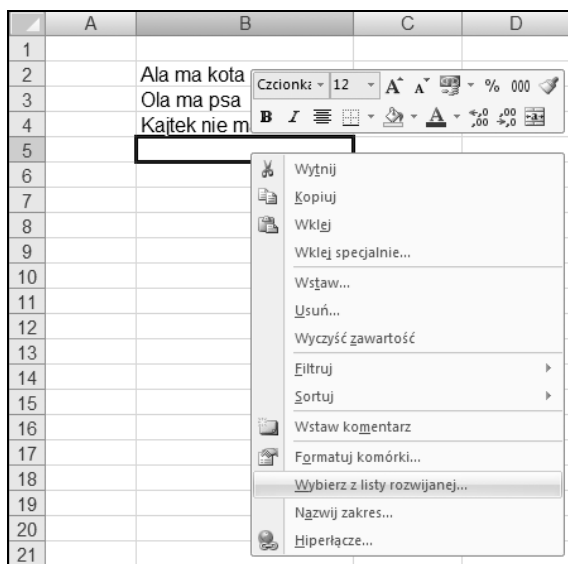 A B C D
1
2 Ala ma kota
3 Ola ma psa
4 Kajtek nie m
5
6
7
8
9
10
11
12
13
14
15
16
17
18
19
20
21
Czcionka 12 A A % 000
B I A ,00 ,00 a
Wytnij
Kopiuj
Wklej
Wklej specjalnie...
Wstaw...
Usuń...
Wyczyść zawartość
Filtruj
Sortuj
Wstaw komentarz
Formatuj komórki...
Wybierz z listy rozwijanej...
Nazwij zakres...
Hiperłącze...